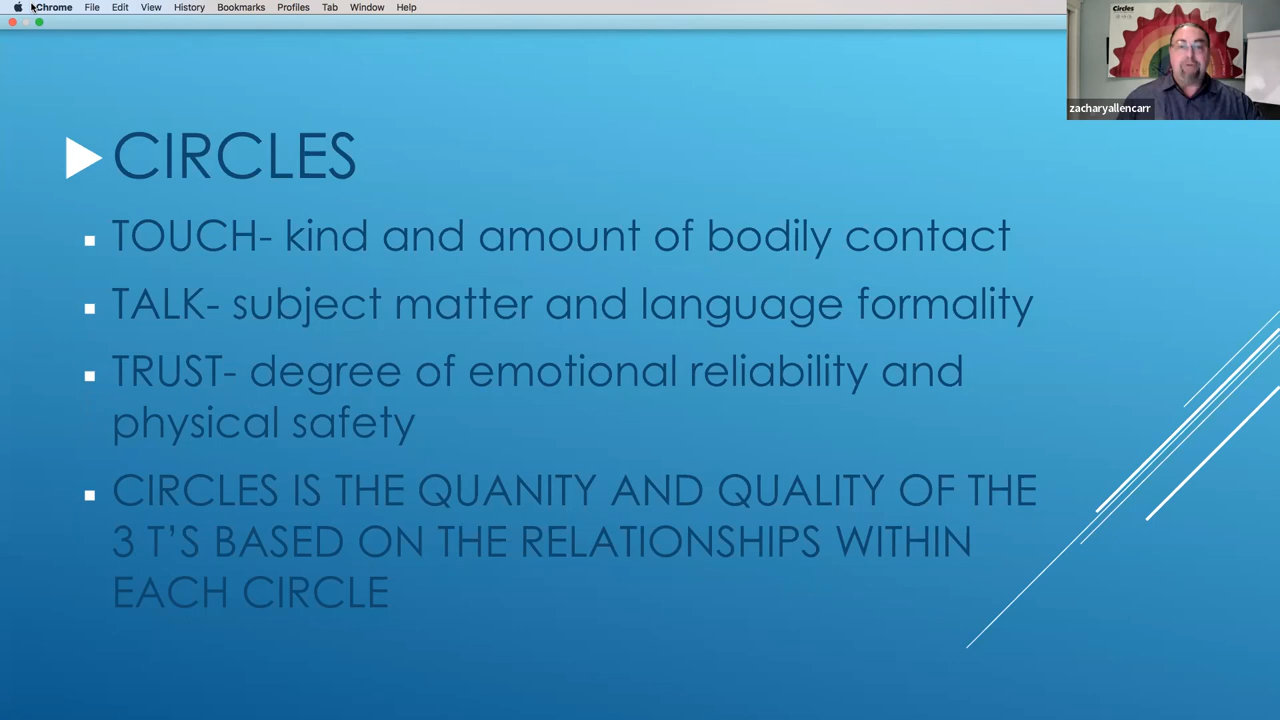 Chrome File Edit View History Bookmarks Profiles Tab Window Help
Circles
zacharyallencarr
CIRCLES
TOUCH- kind and amount of bodily contact
TALK- subject matter and language formality
TRUST- degree of emotional reliability and
physical safety
CIRCLES IS THE QUANITY AND QUALITY OF THE
3 T’S BASED ON THE RELATIONSHIPS WITHIN
EACH CIRCLE